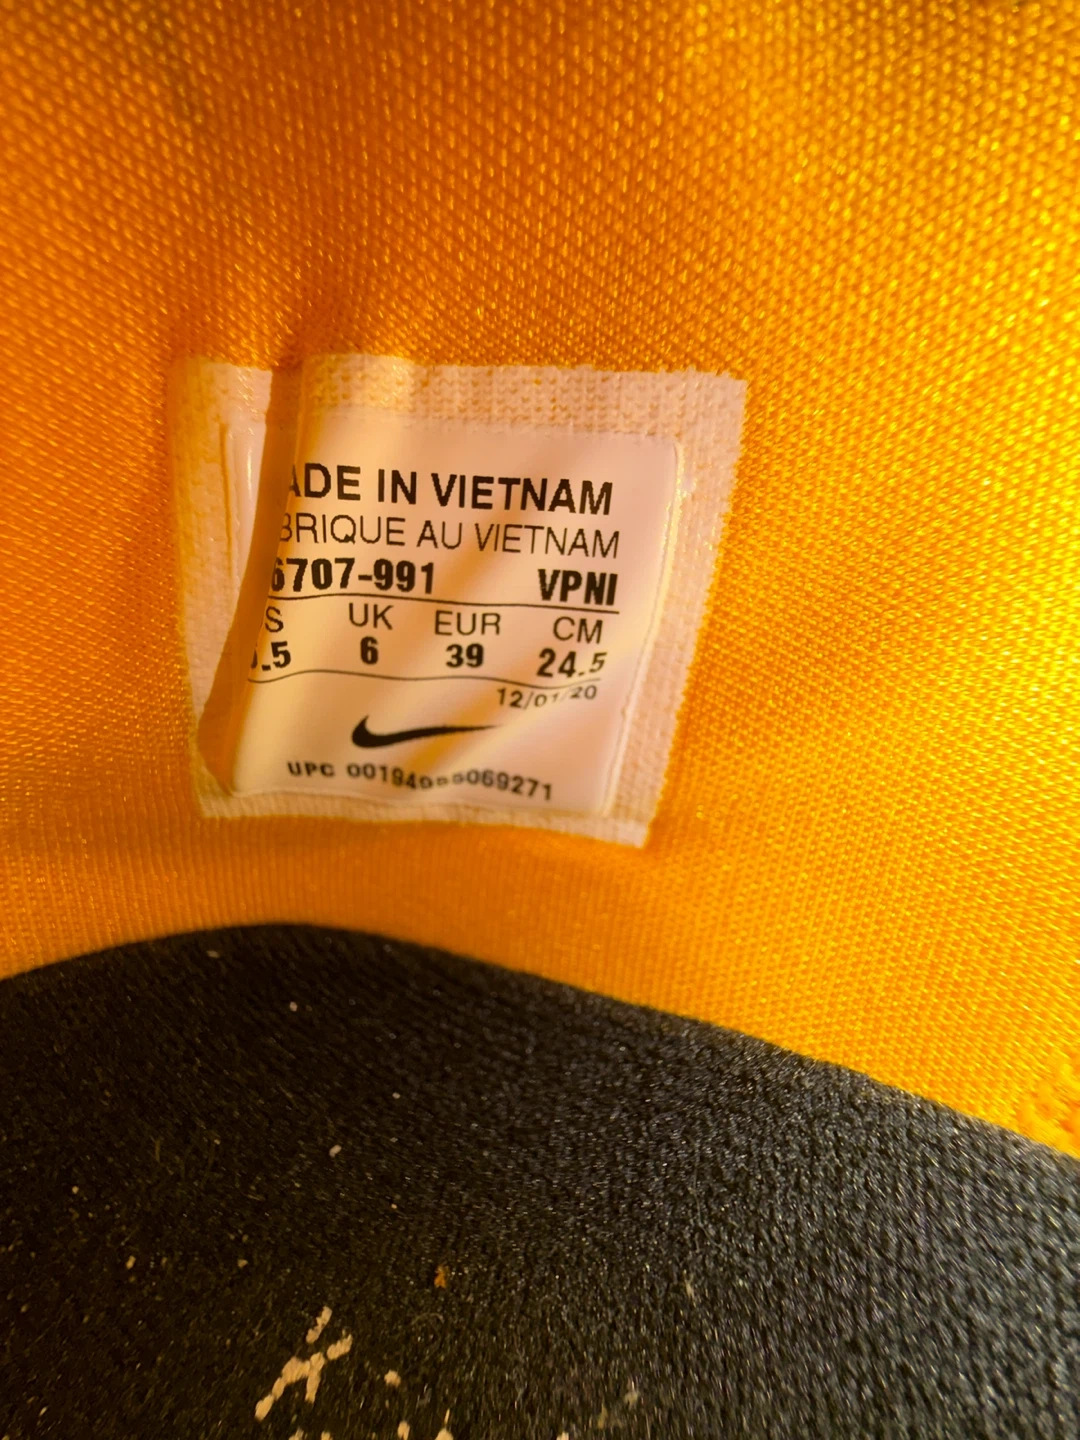 ADE IN VIETNAM
BRIQUE AU VIETNAM
6707-991 VPNI
S UK EUR CM
.5 6 39 24.5
12/01/20
UPC